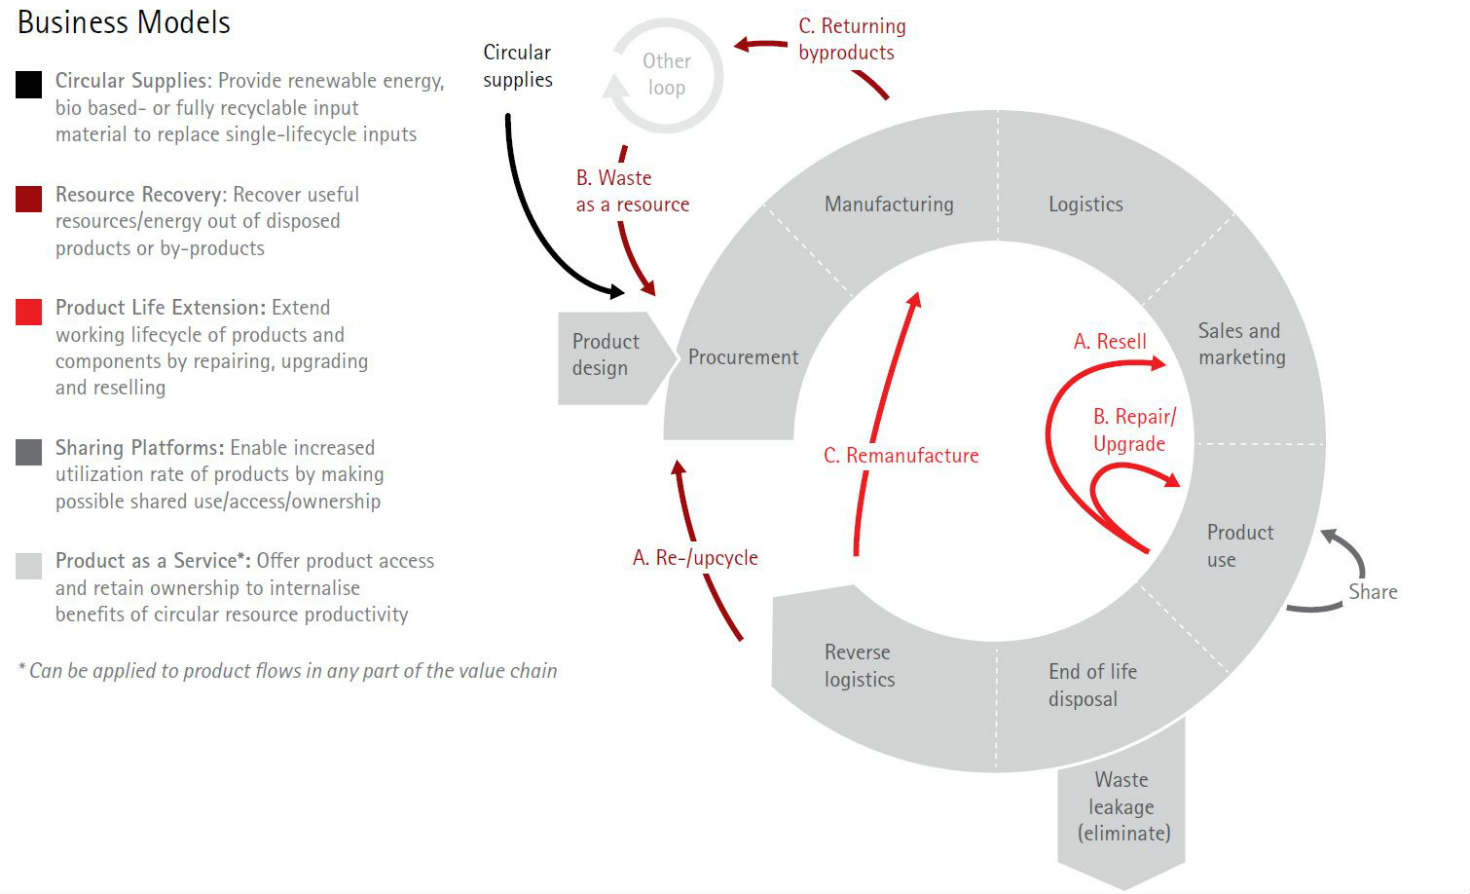 Business Models
Circular Supplies: Provide renewable energy,
bio based- or fully recyclable input
material to replace single-lifecycle inputs
Resource Recovery: Recover useful
resources/energy out of disposed
products or by-products
Product Life Extension: Extend
working lifecycle of products and
components by repairing, upgrading
and reselling
Sharing Platforms: Enable increased
utilization rate of products by making
possible shared use/access/ownership
Product as a Service*: Offer product access
and retain ownership to internalise
benefits of circular resource productivity
* Can be applied to product flows in any part of the value chain
Circular
supplies
Other
loop
C. Returning
byproducts
B. Waste
as a resource
Product
design
Procurement
Manufacturing
Logistics
Sales and
marketing
A. Resell
B. Repair/
Upgrade
C. Remanufacture
Product
use
Share
A. Re-/upcycle
Reverse
logistics
End of life
disposal
Waste
leakage
(eliminate)